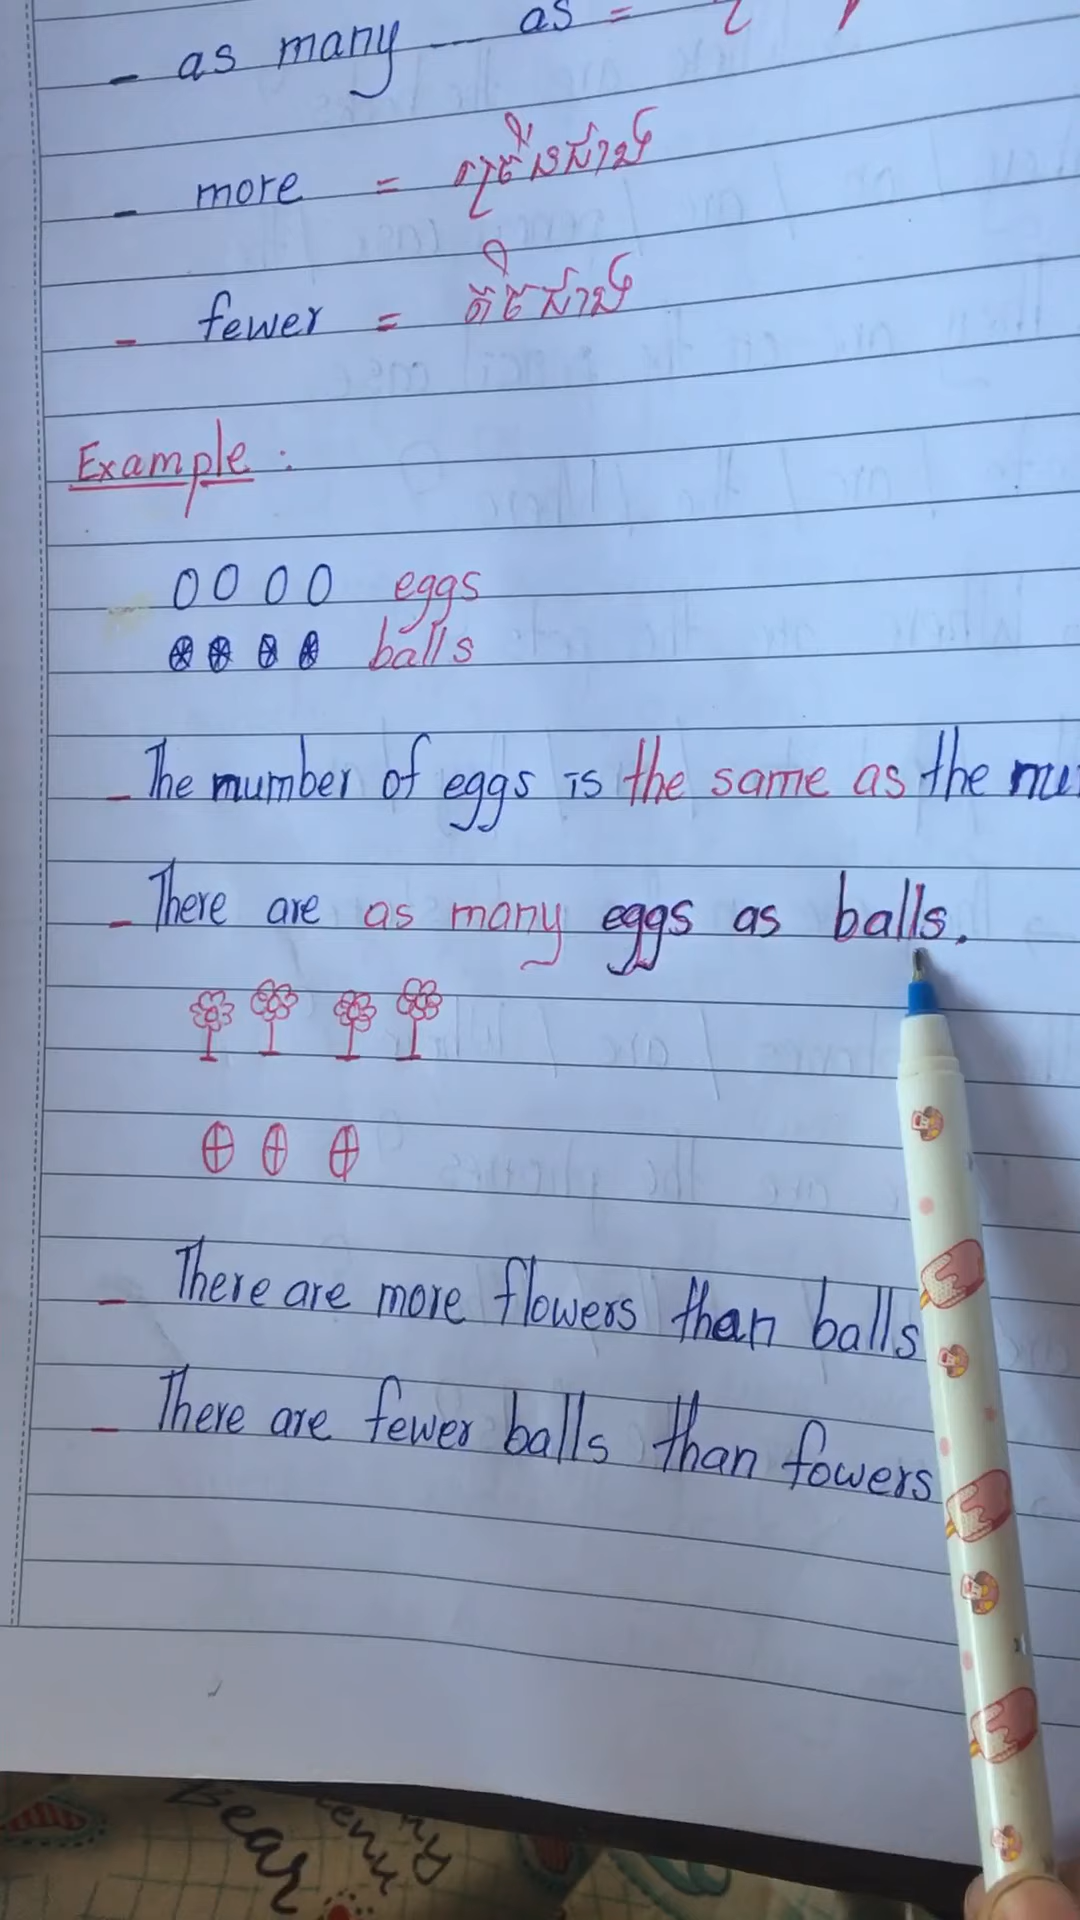 - as many ... as =
- more = ច្រើនជាង
- fewer = តិចជាង
Example :
eggs
balls
- The number of eggs is the same as the nu
- There are as many eggs as balls.
- There are more flowers than balls
- There are fewer balls than fowers
Bear